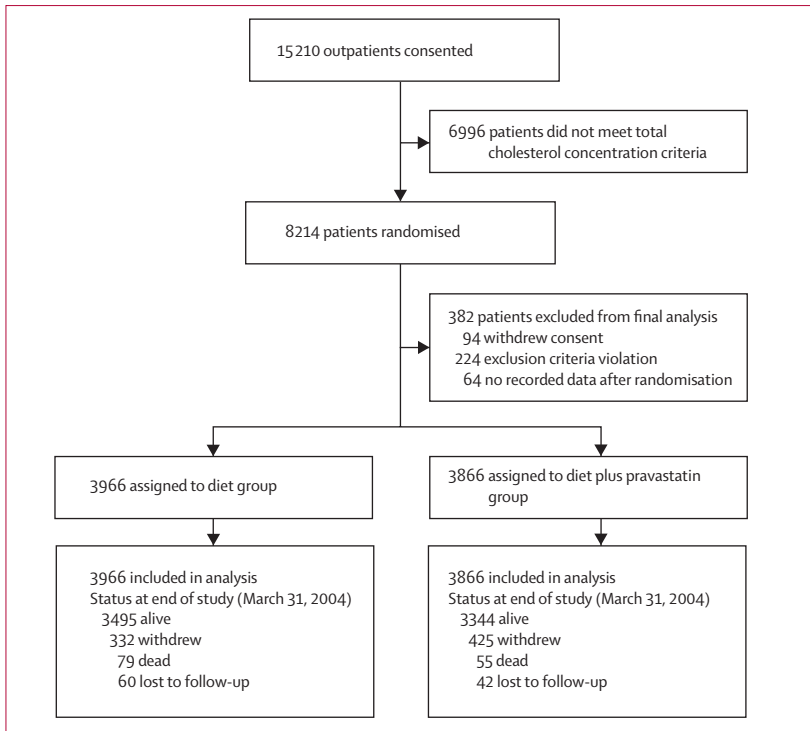 15210 outpatients consented
6996 patients did not meet total
cholesterol concentration criteria
8214 patients randomised
382 patients excluded from final analysis
94 withdrew consent
224 exclusion criteria violation
64 no recorded data after randomisation
3966 assigned to diet group
3866 assigned to diet plus pravastatin
group
3966 included in analysis
Status at end of study (March 31, 2004)
3495 alive
332 withdrew
79 dead
60 lost to follow-up
3866 included in analysis
Status at end of study (March 31, 2004)
3344 alive
425 withdrew
55 dead
42 lost to follow-up